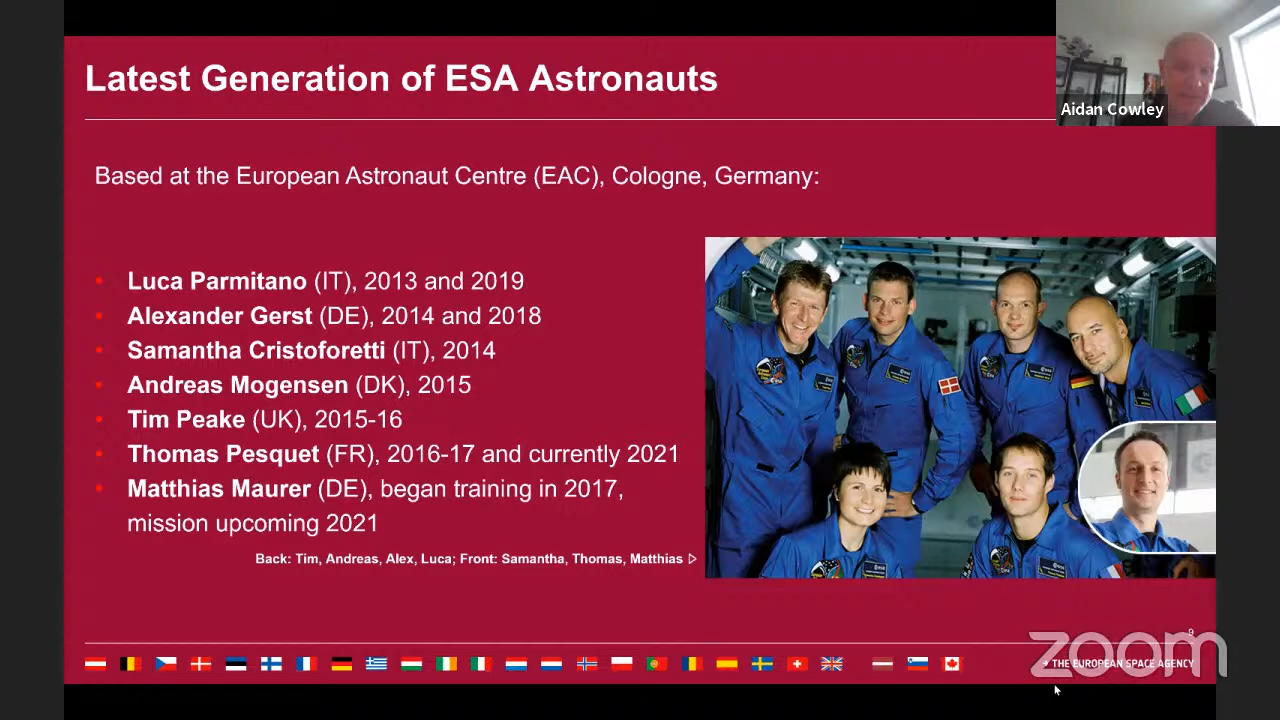 Latest Generation of ESA Astronauts
Aidan Cowley
Based at the European Astronaut Centre (EAC), Cologne, Germany:
• Luca Parmitano (IT), 2013 and 2019
• Alexander Gerst (DE), 2014 and 2018
• Samantha Cristoforetti (IT), 2014
• Andreas Mogensen (DK), 2015
• Tim Peake (UK), 2015-16
• Thomas Pesquet (FR), 2016-17 and currently 2021
• Matthias Maurer (DE), began training in 2017,
mission upcoming 2021
Back: Tim, Andreas, Alex, Luca; Front: Samantha, Thomas, Matthias ▷
9
zoom
→ THE EUROPEAN SPACE AGENCY